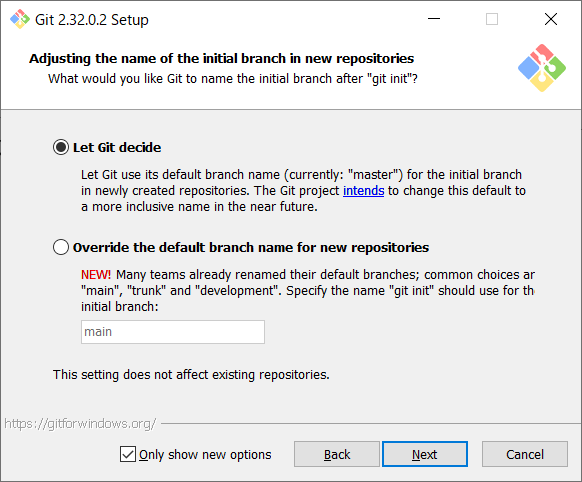 Git 2.32.0.2 Setup
Adjusting the name of the initial branch in new repositories
What would you like Git to name the initial branch after "git init"?
Let Git decide
Let Git use its default branch name (currently: "master") for the initial branch
in newly created repositories. The Git project intends to change this default to
a more inclusive name in the near future.
Override the default branch name for new repositories
NEW! Many teams already renamed their default branches; common choices ar
"main", "trunk" and "development". Specify the name "git init" should use for the
initial branch:
main
This setting does not affect existing repositories.
https://gitforwindows.org/
Only show new options
Back
Next
Cancel